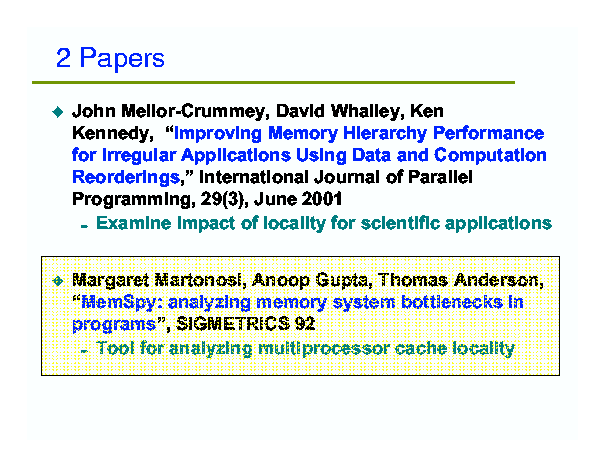 2 Papers
◆ John Mellor-Crummey, David Whalley, Ken
Kennedy, “Improving Memory Hierarchy Performance
for Irregular Applications Using Data and Computation
Reorderings,” International Journal of Parallel
Programming, 29(3), June 2001
– Examine impact of locality for scientific applications
◆ Margaret Martonosi, Anoop Gupta, Thomas Anderson,
“MemSpy: analyzing memory system bottlenecks in
programs”, SIGMETRICS 92
– Tool for analyzing multiprocessor cache locality